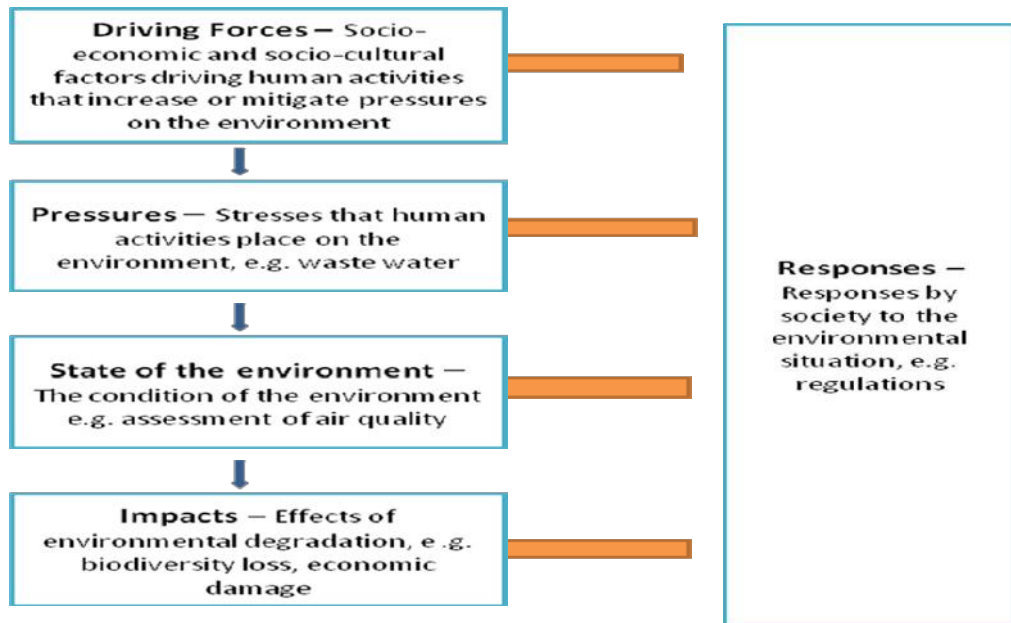 Driving Forces – Socio-
economic and socio-cultural
factors driving human activities
that increase or mitigate pressures
on the environment
Pressures – Stresses that human
activities place on the
environment, e.g. waste water
State of the environment –
The condition of the environment
e.g. assessment of air quality
Impacts – Effects of
environmental degradation, e .g.
biodiversity loss, economic
damage
Responses –
Responses by
society to the
environmental
situation, e.g.
regulations